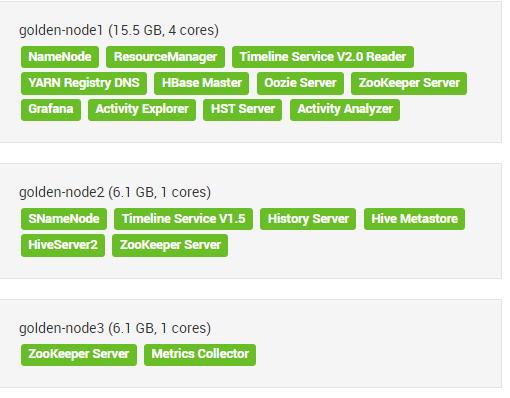 golden-node1 (15.5 GB, 4 cores)
NameNode ResourceManager Timeline Service V2.0 Reader
YARN Registry DNS HBase Master Oozie Server ZooKeeper Server
Grafana Activity Explorer HST Server Activity Analyzer
golden-node2 (6.1 GB, 1 cores)
SNameNode Timeline Service V1.5 History Server Hive Metastore
HiveServer2 ZooKeeper Server
golden-node3 (6.1 GB, 1 cores)
ZooKeeper Server Metrics Collector